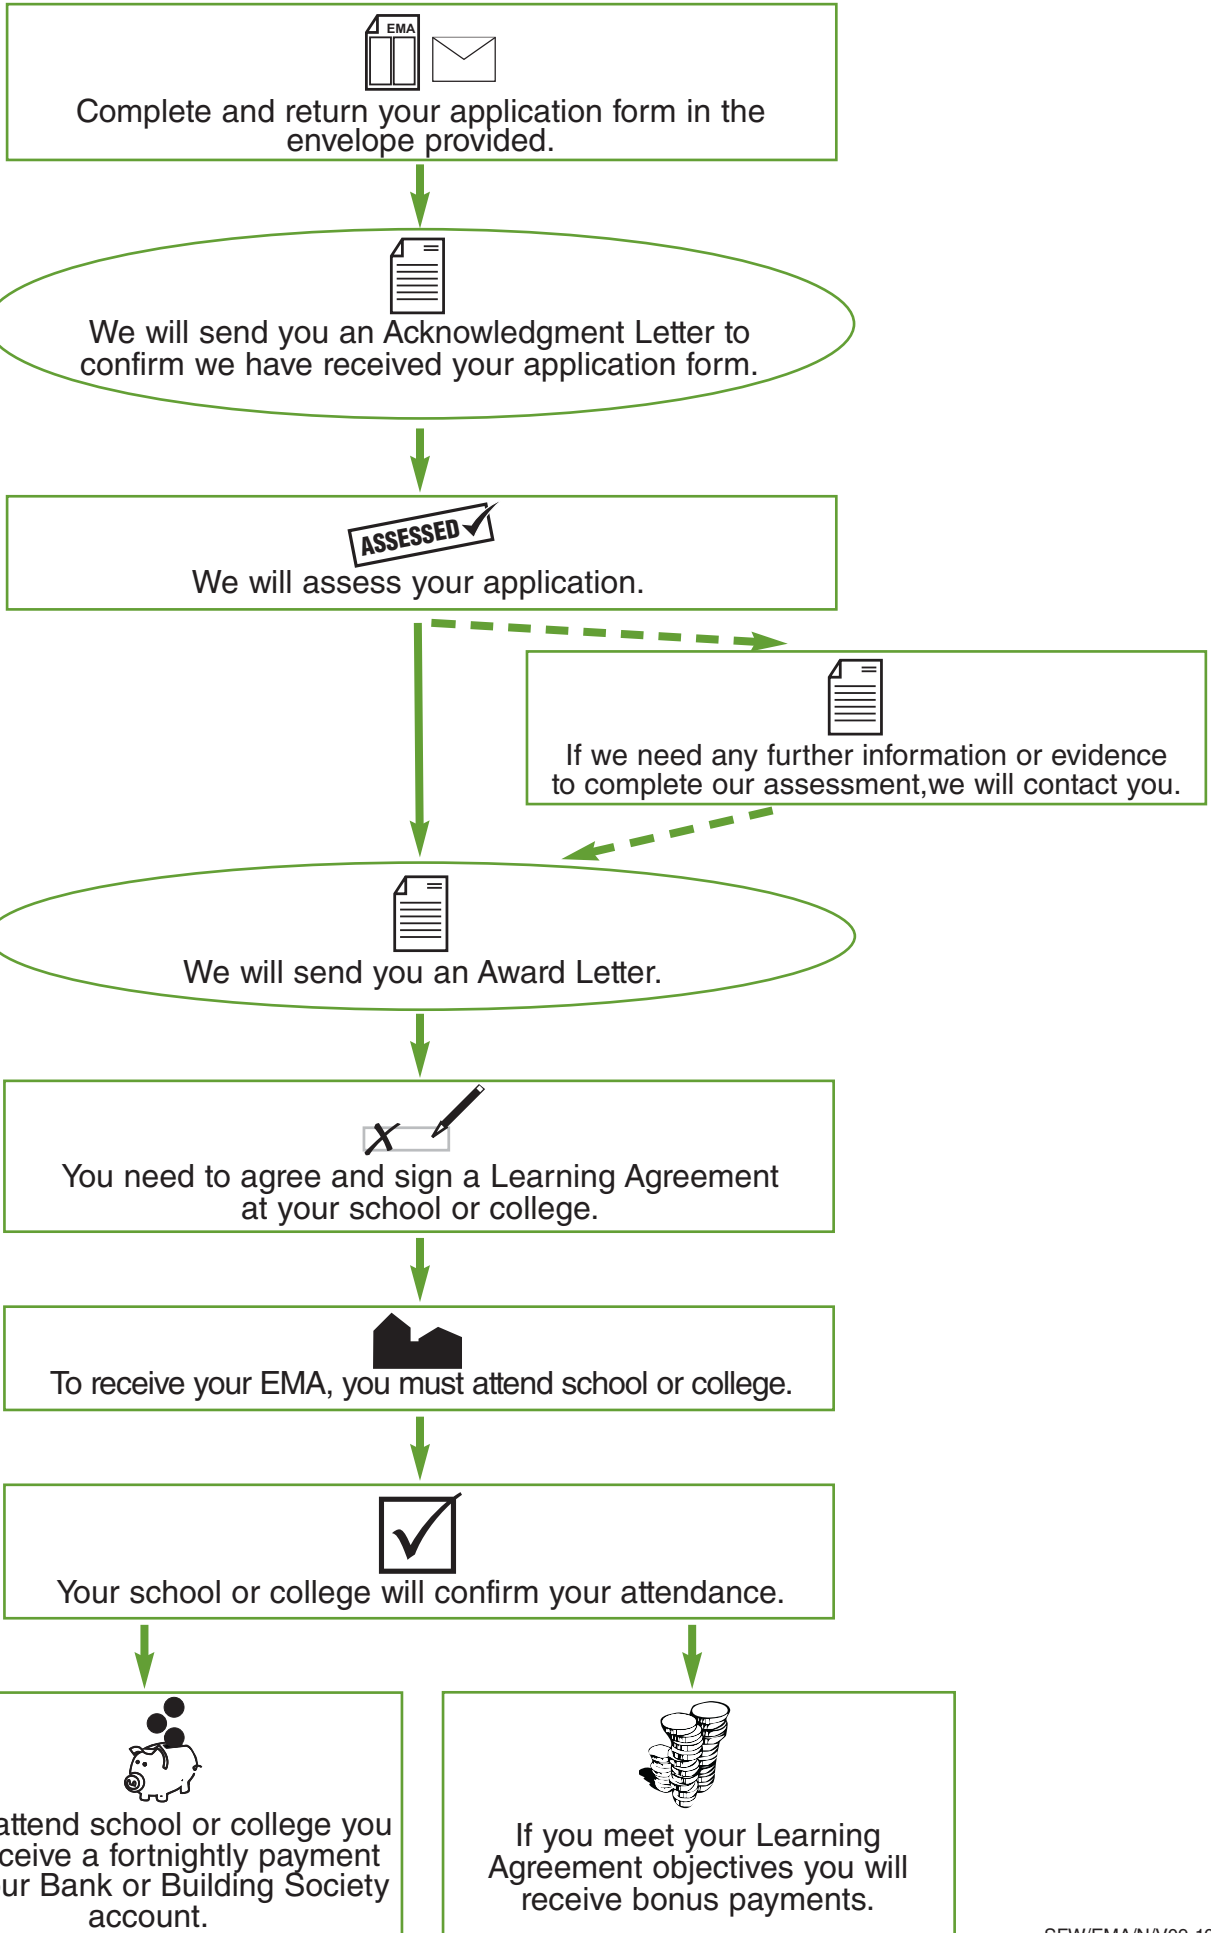 EMA
Complete and return your application form in the
envelope provided.
We will send you an Acknowledgment Letter to
confirm we have received your application form.
ASSESSED
We will assess your application.
If we need any further information or evidence
to complete our assessment,we will contact you.
We will send you an Award Letter.
X
You need to agree and sign a Learning Agreement
at your school or college.
To receive your EMA, you must attend school or college.
Your school or college will confirm your attendance.
attend school or college you
ceive a fortnightly payment
ur Bank or Building Society
account.
If you meet your Learning
Agreement objectives you will
receive bonus payments.